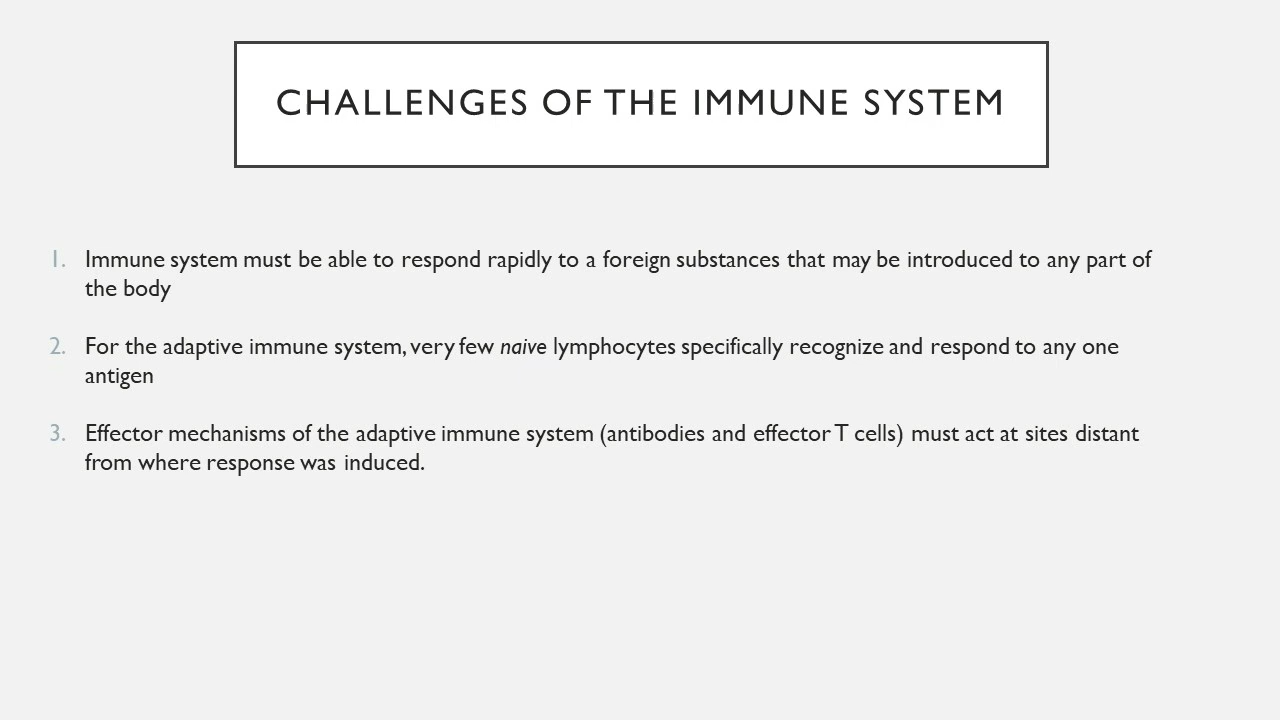 CHALLENGES OF THE IMMUNE SYSTEM
1. Immune system must be able to respond rapidly to a foreign substances that may be introduced to any part of
the body
2. For the adaptive immune system, very few naive lymphocytes specifically recognize and respond to any one
antigen
3. Effector mechanisms of the adaptive immune system (antibodies and effector T cells) must act at sites distant
from where response was induced.